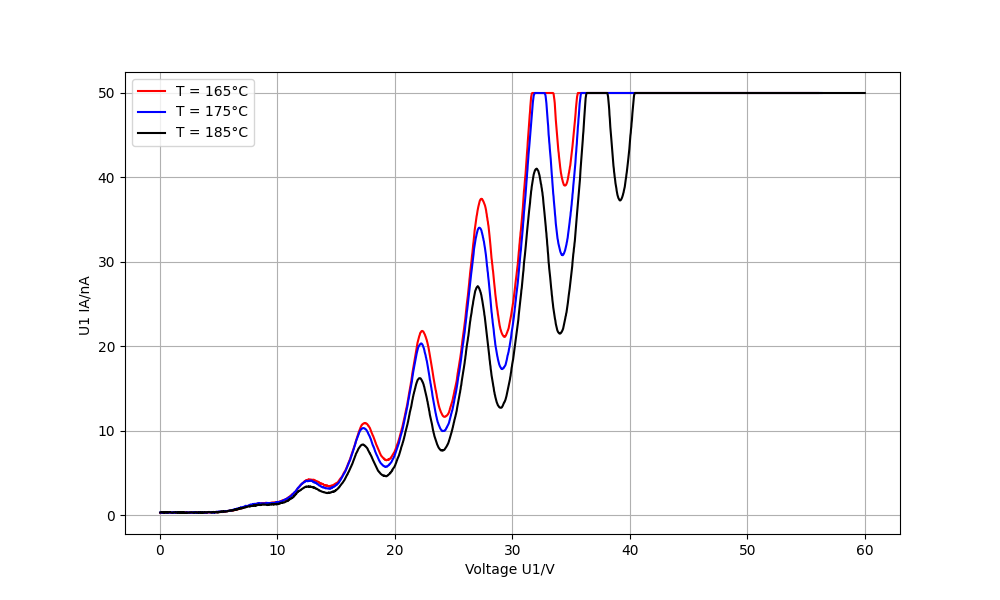 T = 165°C
T = 175°C
T = 185°C
50
40
30
20
10
0
U1 IA/nA
0 10 20 30 40 50 60
Voltage U1/V